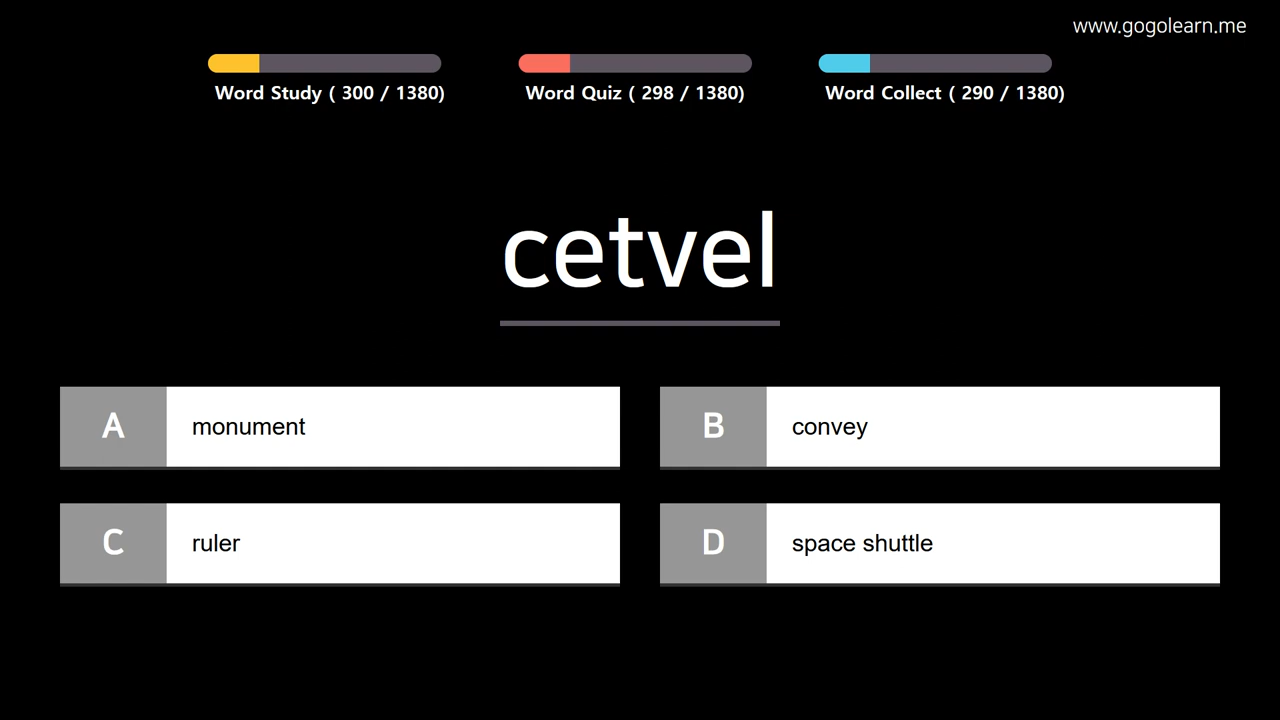 www.gogolearn.me
Word Study ( 300 / 1380)
Word Quiz ( 298 / 1380)
Word Collect ( 290 / 1380)
cetvel
A monument
B convey
C ruler
D space shuttle